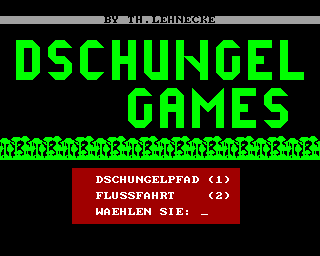 BY TH.LEHNECKE
DSCHUNGEL
GAMES
DSCHUNGELPFAD (1)
FLUSSFAHRT (2)
WAEHLEN SIE: _